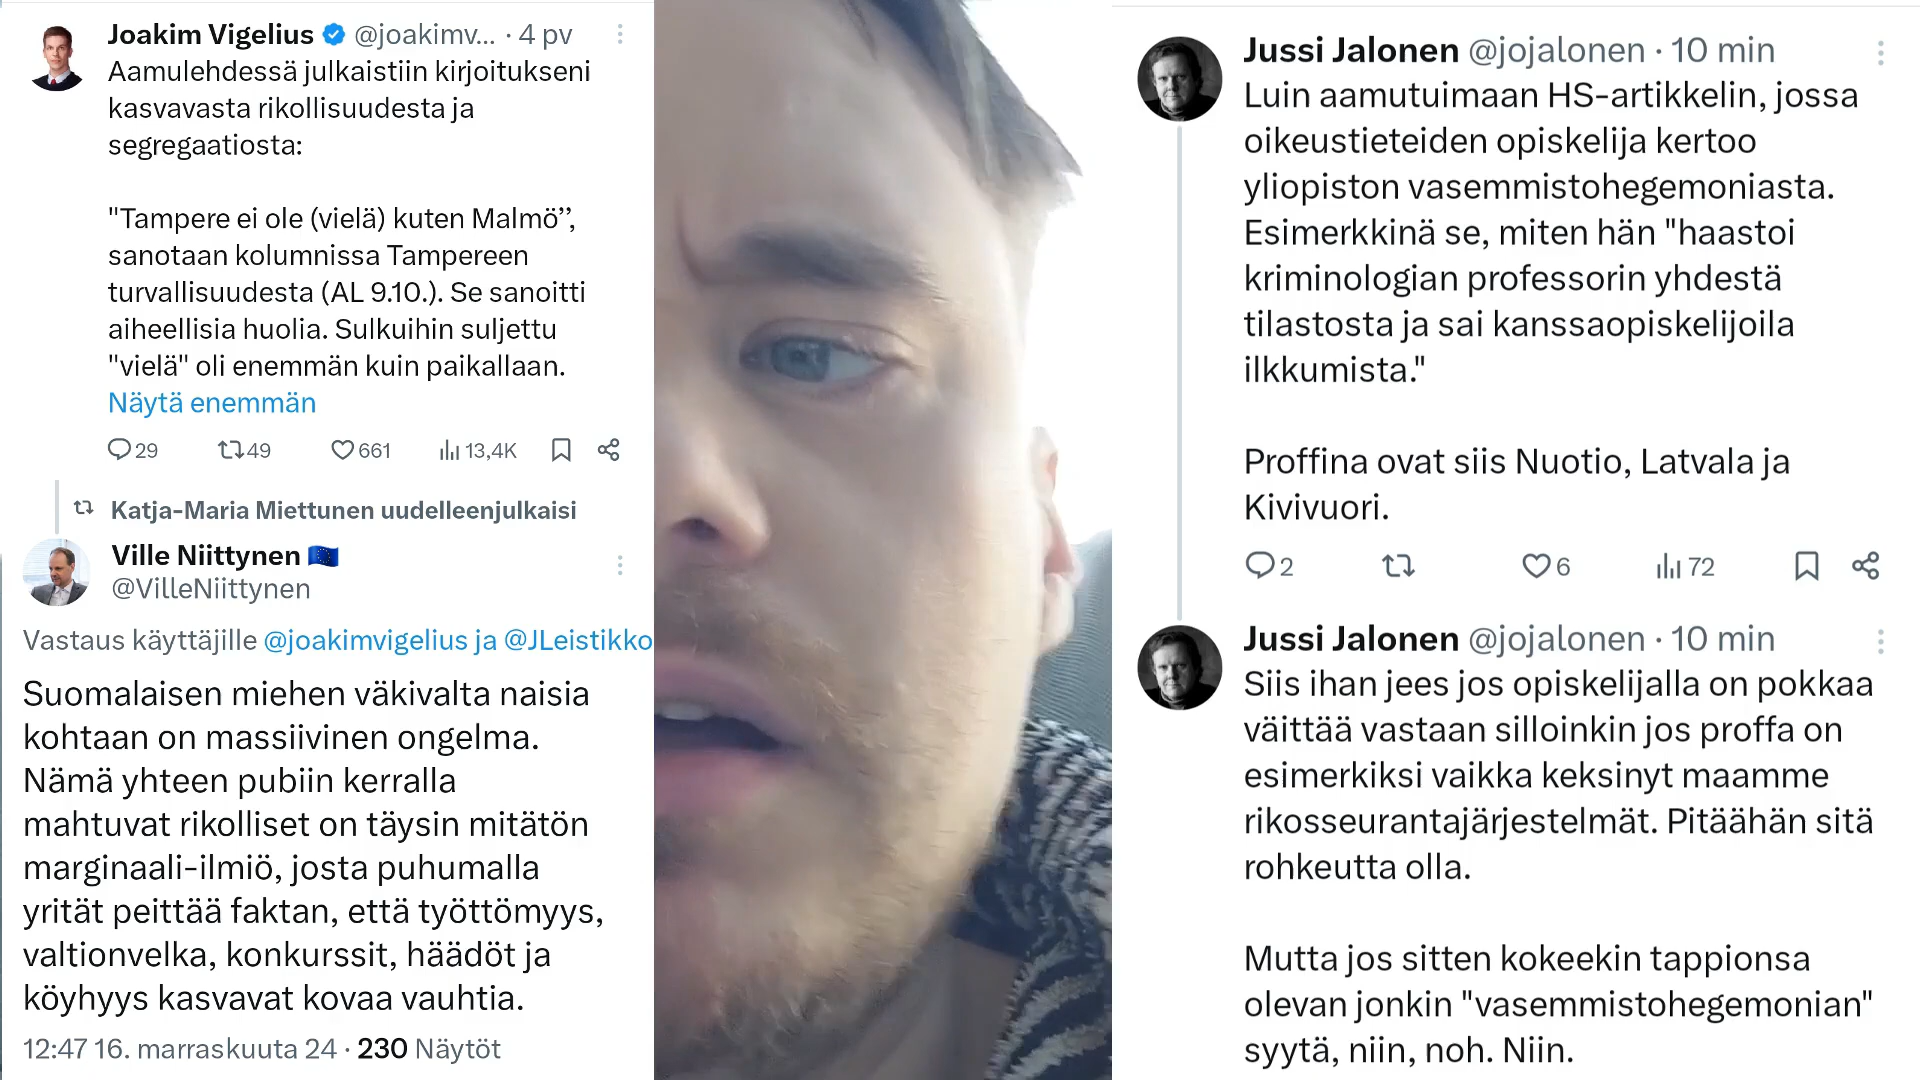 Joakim Vigelius @joakimv... · 4 pv
Aamulehdessä julkaistiin kirjoitukseni
kasvavasta rikollisuudesta ja
segregaatiosta:
"Tampere ei ole (vielä) kuten Malmö”,
sanotaan kolumnissa Tampereen
turvallisuudesta (AL 9.10.). Se sanoitti
aiheellisia huolia. Sulkuihin suljettu
"vielä" oli enemmän kuin paikallaan.
Näytä enemmän
29 49 661 13,4K
Katja-Maria Miettunen uudelleenjulkaisi
Ville Niittynen 🇪🇺
@VilleNiittynen
Vastaus käyttäjille @joakimvigelius ja @JLeistikko
Suomalaisen miehen väkivalta naisia
kohtaan on massiivinen ongelma.
Nämä yhteen pubiin kerralla
mahtuvat rikolliset on täysin mitätön
marginaali-ilmiö, josta puhumalla
yrität peittää faktan, että työttömyys,
valtionvelka, konkurssit, häädöt ja
köyhyys kasvavat kovaa vauhtia.
12:47 16. marraskuuta 24 · 230 Näytöt
Jussi Jalonen @jojalonen · 10 min
Luin aamutuimaan HS-artikkelin, jossa
oikeustieteiden opiskelija kertoo
yliopiston vasemmistohegemoniasta.
Esimerkkinä se, miten hän "haastoi
kriminologian professorin yhdestä
tilastosta ja sai kanssaopiskelijoila
ilkkumista."
Proffina ovat siis Nuotio, Latvala ja
Kivivuori.
2 6 72
Jussi Jalonen @jojalonen · 10 min
Siis ihan jees jos opiskelijalla on pokkaa
väittää vastaan silloinkin jos proffa on
esimerkiksi vaikka keksinyt maamme
rikosseurantajärjestelmät. Pitäähän sitä
rohkeutta olla.
Mutta jos sitten kokeekin tappionsa
olevan jonkin "vasemmistohegemonian"
syytä, niin, noh. Niin.